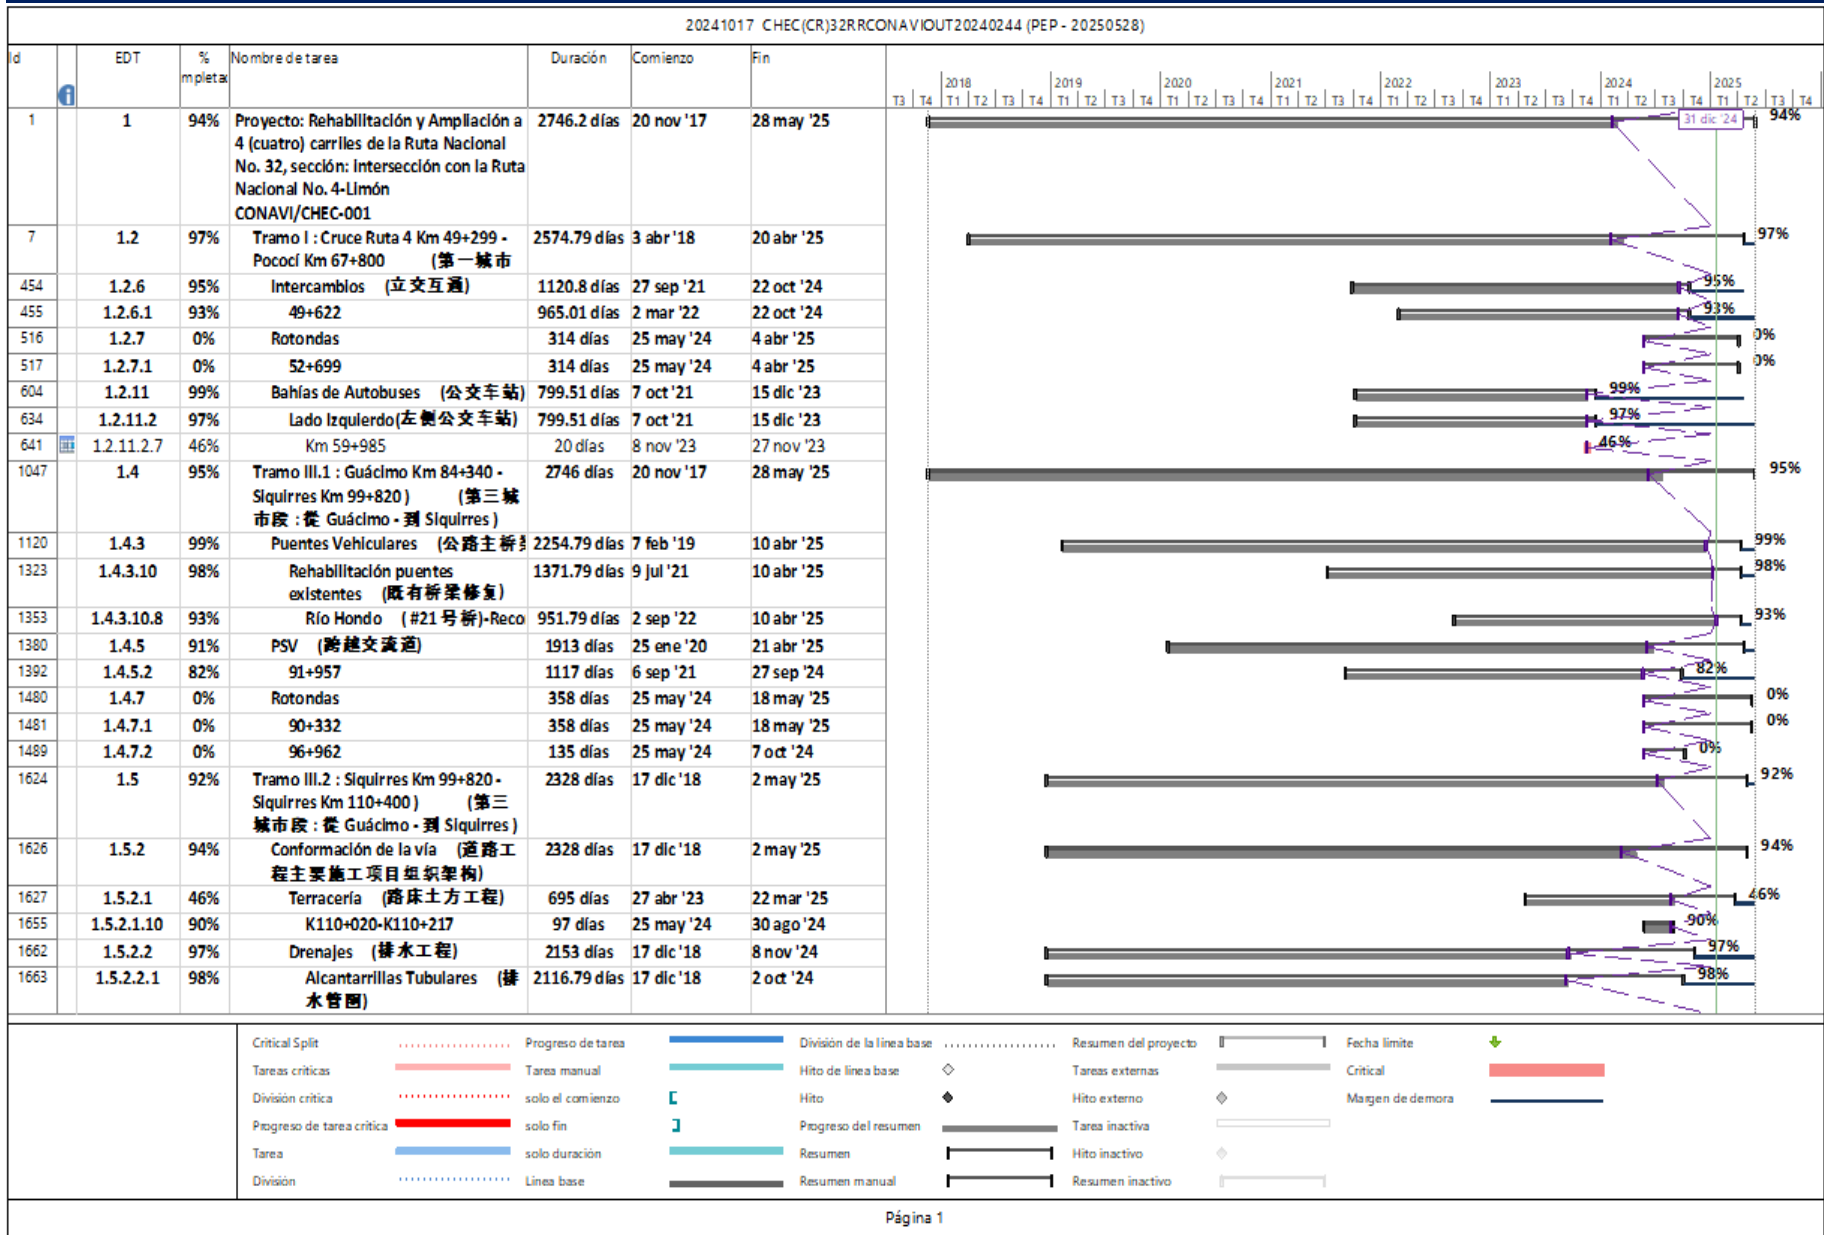 20241017 CHEC(CR)32RRCONAVIOUT20240244 (PEP - 20250528)
Id EDT % Nombre de tarea Duración Comienzo Fin
mpleta
2018 2019 2020 2021 2022 2023 2024 2025
T3 T4 T1 T2 T3 T4 T1 T2 T3 T4 T1 T2 T3 T4 T1 T2 T3 T4 T1 T2 T3 T4 T1 T2 T3 T4 T1 T2 T3 T4 T1 T2 T3 T4
31 dic '24
1 1 94% Proyecto: Rehabilitación y Ampliación a 2746.2 días 20 nov '17 28 may '25 94%
4 (cuatro) carriles de la Ruta Nacional
No. 32, sección: Intersección con la Ruta
Nacional No. 4-Limón
CONAVI/CHEC-001
7 1.2 97% Tramo I : Cruce Ruta 4 Km 49+299 - 2574.79 días 3 abr '18 20 abr '25 97%
Pococí Km 67+800 (第一城市
454 1.2.6 95% Intercambios (立交互通) 1120.8 días 27 sep '21 22 oct '24 95%
455 1.2.6.1 93% 49+622 965.01 días 2 mar '22 22 oct '24 93%
516 1.2.7 0% Rotondas 314 días 25 may '24 4 abr '25 0%
517 1.2.7.1 0% 52+699 314 días 25 may '24 4 abr '25 0%
604 1.2.11 99% Bahías de Autobuses (公交车站) 799.51 días 7 oct '21 15 dic '23 99%
634 1.2.11.2 97% Lado Izquierdo(左侧公交车站) 799.51 días 7 oct '21 15 dic '23 97%
641 1.2.11.2.7 46% Km 59+985 20 días 8 nov '23 27 nov '23 46%
1047 1.4 95% Tramo III.1 : Guácimo Km 84+340 - 2746 días 20 nov '17 28 may '25 95%
Siquirres Km 99+820 ) (第三城
市段 : 從 Guácimo - 到 Siquirres )
1120 1.4.3 99% Puentes Vehiculares (公路主桥梁 2254.79 días 7 feb '19 10 abr '25 99%
1323 1.4.3.10 98% Rehabilitación puentes 1371.79 días 9 jul '21 10 abr '25 98%
existentes (既有桥梁修复)
1353 1.4.3.10.8 93% Río Hondo ( #21 号桥)-Reco 951.79 días 2 sep '22 10 abr '25 93%
1380 1.4.5 91% PSV (跨越交流道) 1913 días 25 ene '20 21 abr '25
1392 1.4.5.2 82% 91+957 1117 días 6 sep '21 27 sep '24 82%
1480 1.4.7 0% Rotondas 358 días 25 may '24 18 may '25 0%
1481 1.4.7.1 0% 90+332 358 días 25 may '24 18 may '25 0%
1489 1.4.7.2 0% 96+962 135 días 25 may '24 7 oct '24 0%
1624 1.5 92% Tramo III.2 : Siquirres Km 99+820 - 2328 días 17 dic '18 2 may '25 92%
Siquirres Km 110+400 ) (第三
城市段 : 從 Guácimo - 到 Siquirres )
1626 1.5.2 94% Conformación de la vía (道路工 2328 días 17 dic '18 2 may '25 94%
程主要施工项目组织架构)
1627 1.5.2.1 46% Terracería (路床土方工程) 695 días 27 abr '23 22 mar '25 46%
1655 1.5.2.1.10 90% K110+020-K110+217 97 días 25 may '24 30 ago '24 90%
1662 1.5.2.2 97% Drenajes (排水工程) 2153 días 17 dic '18 8 nov '24 97%
1663 1.5.2.2.1 98% Alcantarrillas Tubulares (排 2116.79 días 17 dic '18 2 oct '24 98%
水管圈)
Critical Split Progreso de tarea División de la línea base Resumen del proyecto Fecha límite
Tareas críticas Tarea manual Hito de línea base Tareas externas Critical
División crítica solo el comienzo Hito Hito externo Margen de demora
Progreso de tarea crítica solo fin Progreso del resumen Tarea inactiva
Tarea solo duración Resumen Hito inactivo
División Línea base Resumen manual Resumen inactivo
Página 1